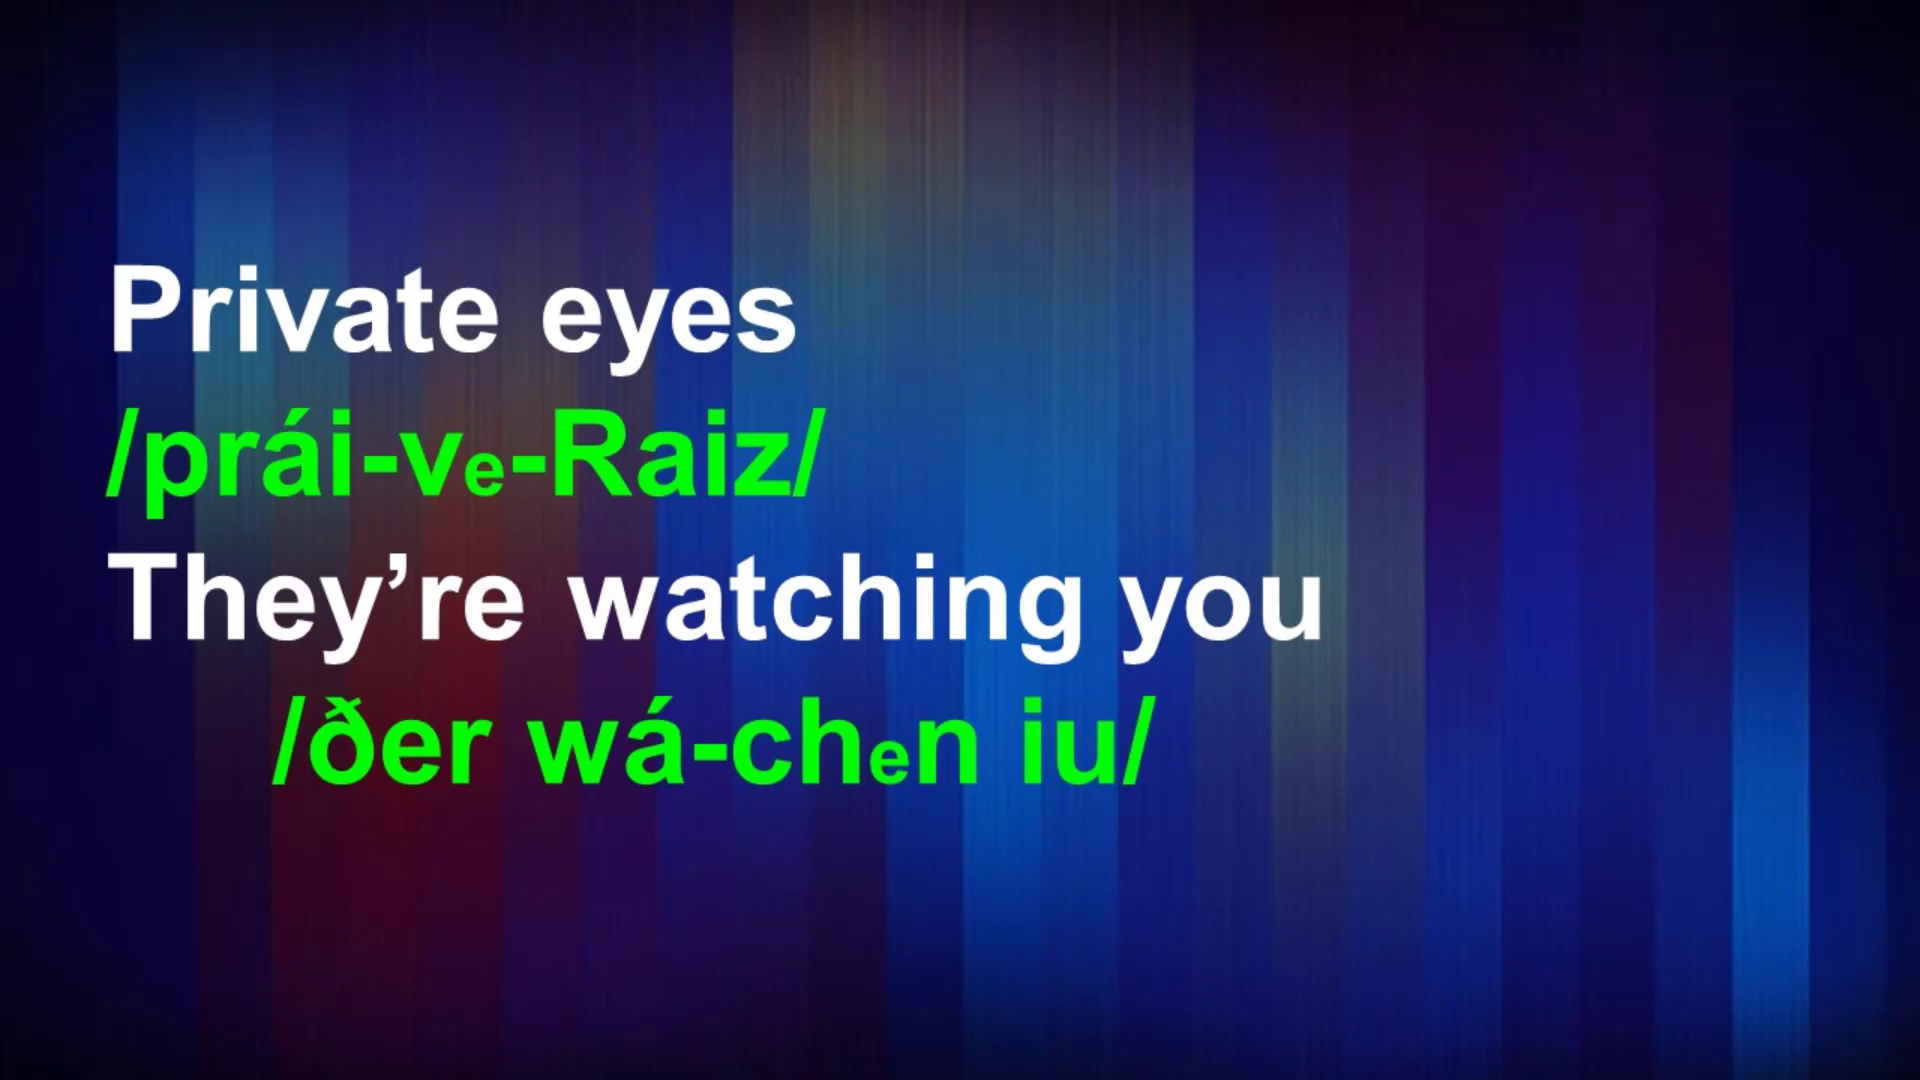 Private eyes
/prái-ve-Raiz/
They’re watching you
/ðer wá-chen iu/